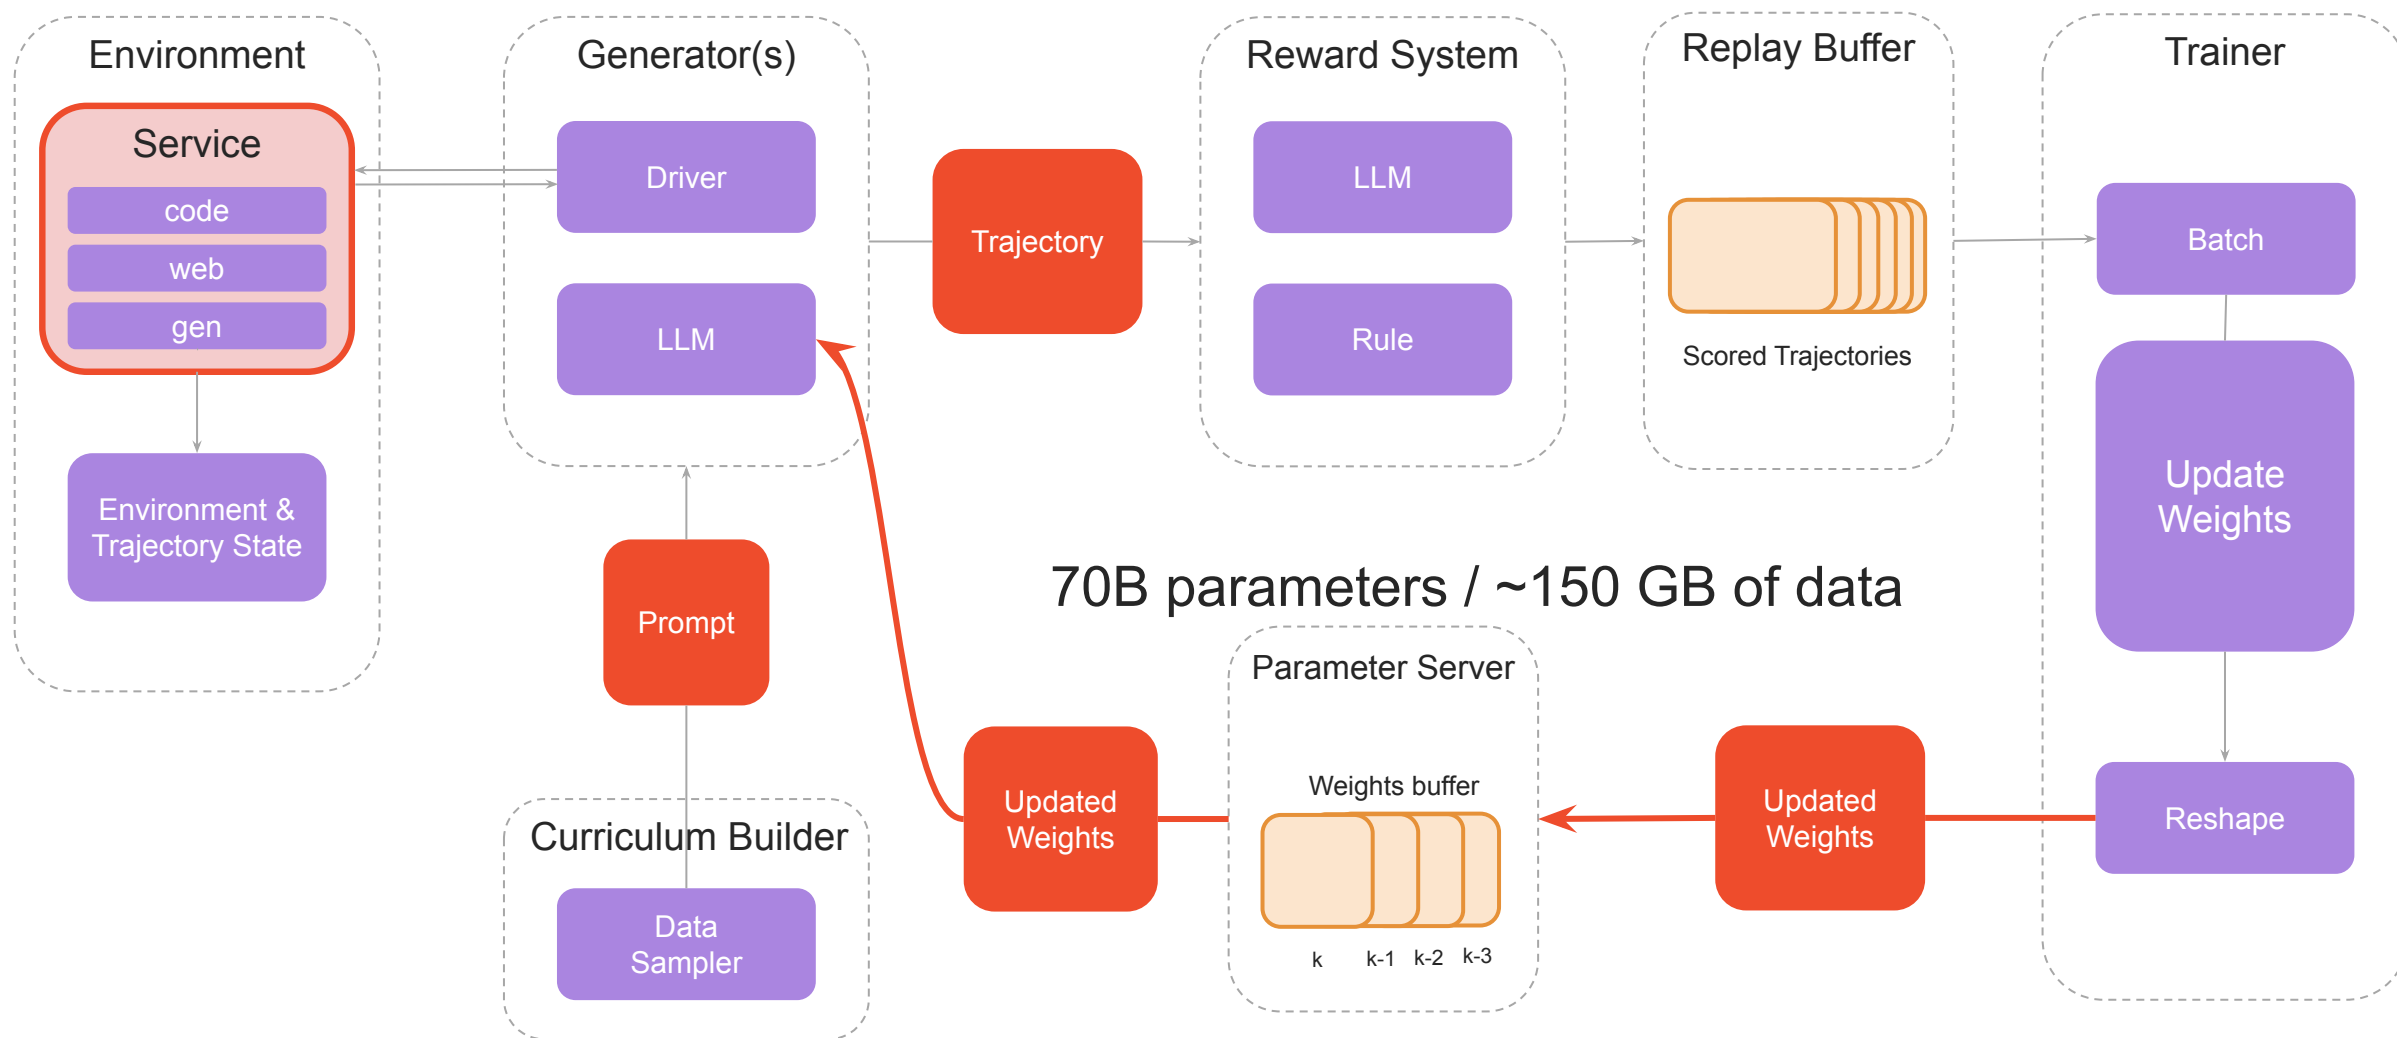 Environment
Service
code
web
gen
Environment &
Trajectory State
Generator(s)
Driver
LLM
Prompt
Curriculum Builder
Data
Sampler
Trajectory
Reward System
LLM
Rule
Replay Buffer
Scored Trajectories
Trainer
Batch
Update
Weights
Reshape
70B parameters / ~150 GB of data
Parameter Server
Weights buffer
k
k-1
k-2
k-3
Updated
Weights
Updated
Weights